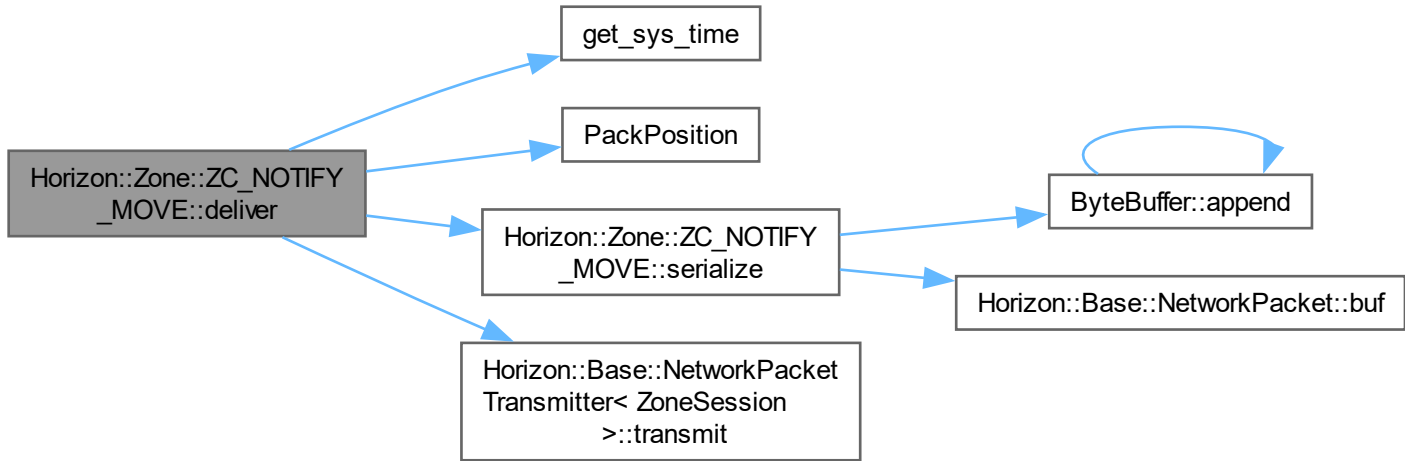 Horizon::Zone::ZC_NOTIFY
_MOVE::deliver
get_sys_time
PackPosition
Horizon::Zone::ZC_NOTIFY
_MOVE::serialize
ByteBuffer::append
Horizon::Base::NetworkPacket::buf
Horizon::Base::NetworkPacket
Transmitter< ZoneSession
>::transmit